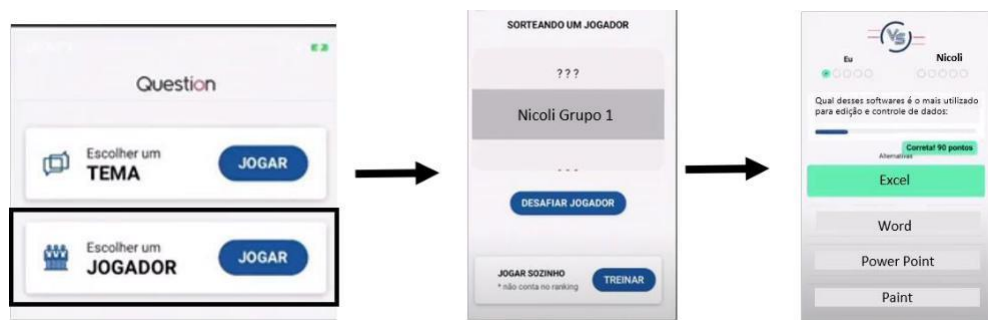 Question
Escolher um
TEMA
JOGAR
Escolher um
JOGADOR
JOGAR
SORTEANDO UM JOGADOR
???
Nicoli Grupo 1
DESAFIAR JOGADOR
JOGAR SOZINHO
* não conta no ranking
TREINAR
VS
Eu
Nicoli
Qual desses softwares é o mais utilizado
para edição e controle de dados:
Correta! 90 pontos
Alternativas
Excel
Word
Power Point
Paint